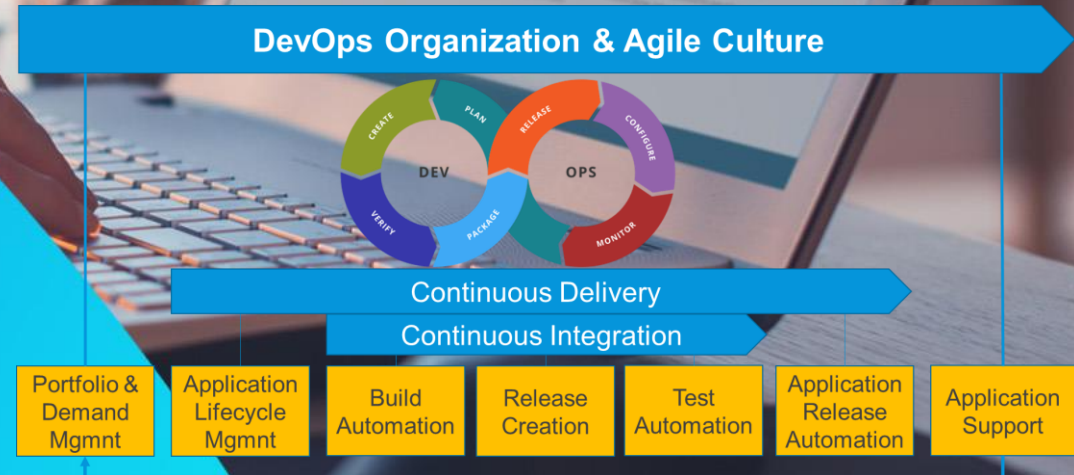 DevOps Organization & Agile Culture
CREATE
PLAN
RELEASE
CONFIGURE
DEV
OPS
VERIFY
PACKAGE
MONITOR
Continuous Delivery
Continuous Integration
Portfolio &
Demand
Mgmnt
Application
Lifecycle
Mgmnt
Build
Automation
Release
Creation
Test
Automation
Application
Release
Automation
Application
Support